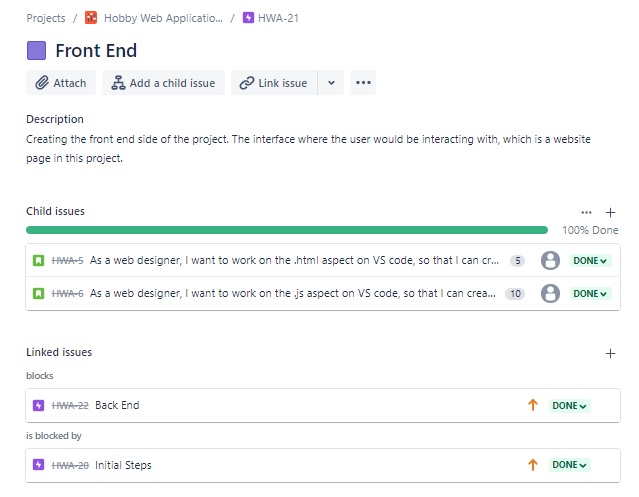 Projects / Hobby Web Applicatio... / HWA-21
Front End
Attach Add a child issue Link issue
Description
Creating the front end side of the project. The interface where the user would be interacting with, which is a website
page in this project.
Child issues
100% Done
HWA-5 As a web designer, I want to work on the .html aspect on VS code, so that I can cr... 5 DONE
HWA-6 As a web designer, I want to work on the .js aspect on VS code, so that I can crea... 10 DONE
Linked issues
blocks
HWA-22 Back End DONE
is blocked by
HWA-20 Initial Steps DONE